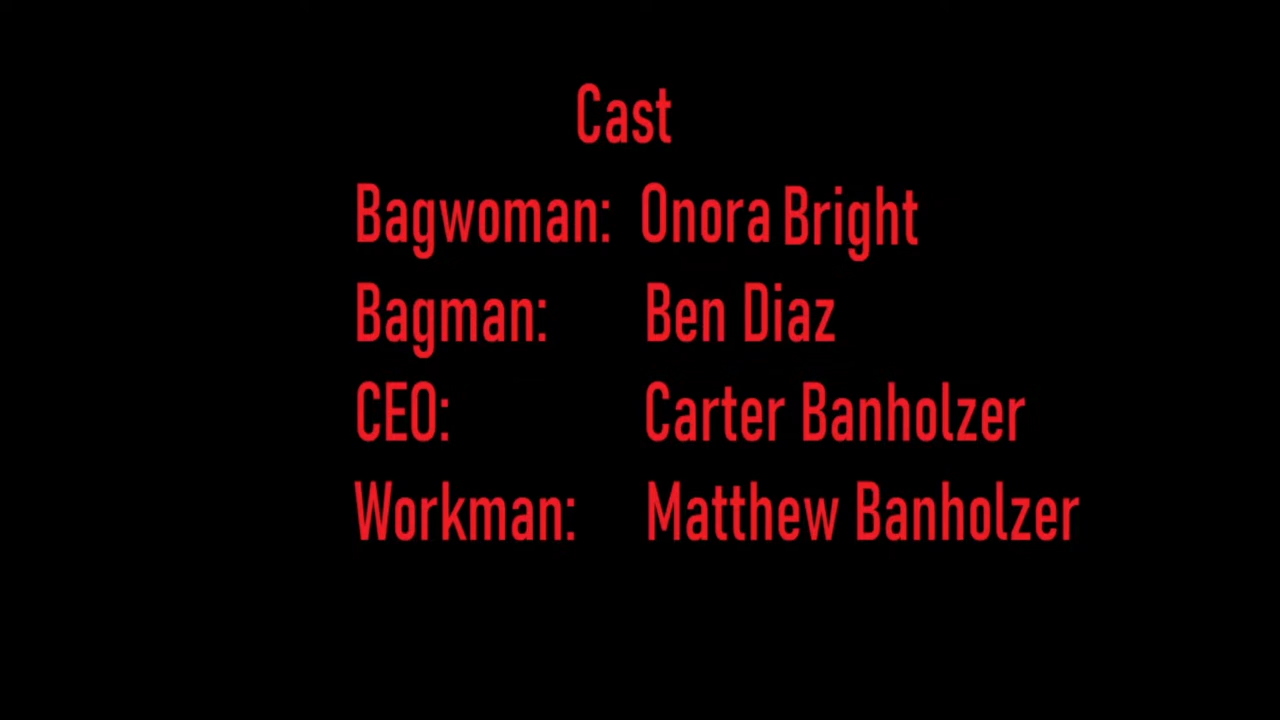 Cast
Bagwoman: Onora Bright
Bagman: Ben Diaz
CEO: Carter Banholzer
Workman: Matthew Banholzer